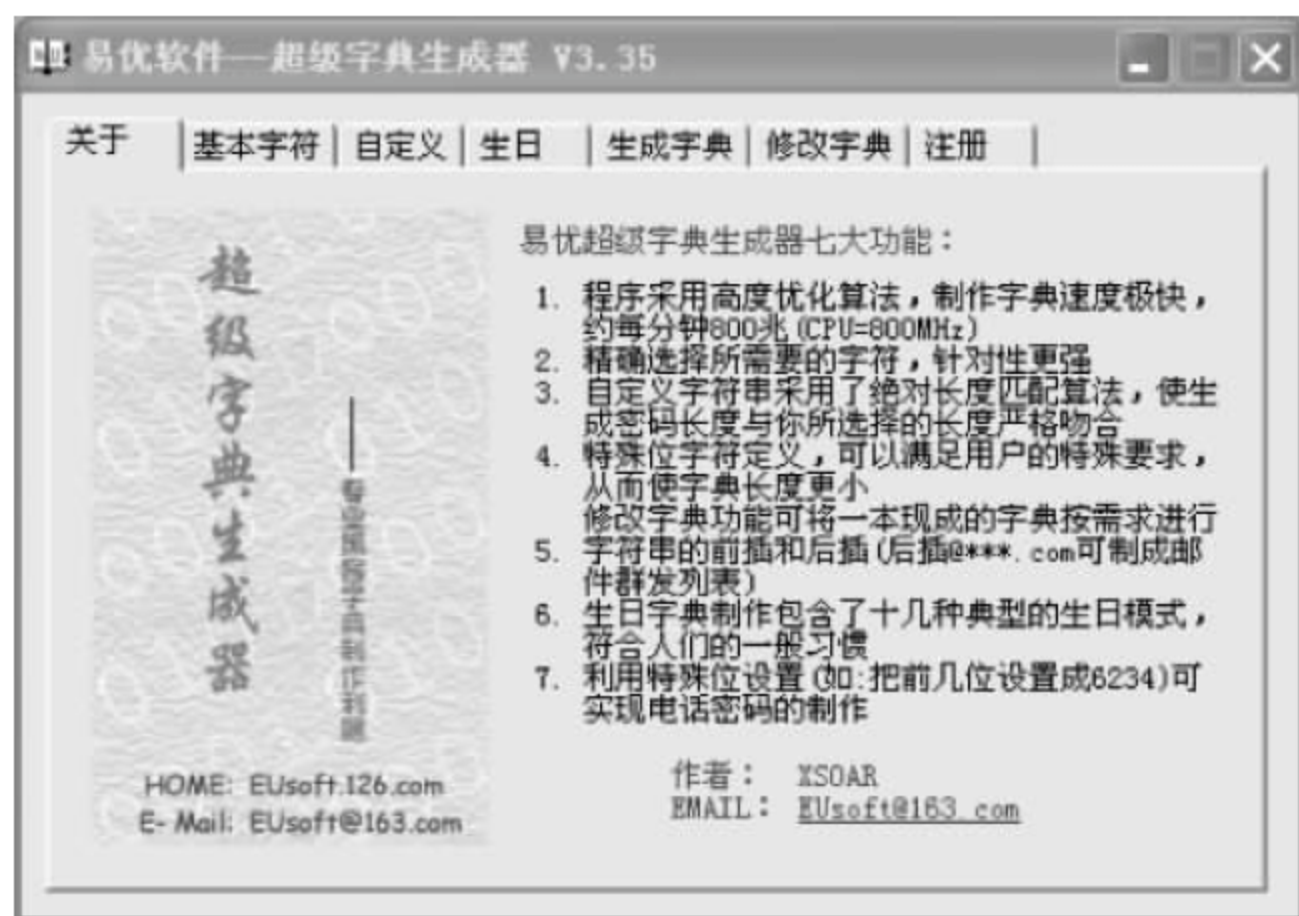 易优软件——超级字典生成器 V3.35
关于 基本字符 自定义 生日 生成字典 修改字典 注册
超级字典生成器
——专业黑客字典制作利器
HOME: EUsoft.126.com
E-Mail: EUsoft@163.com
易优超级字典生成器七大功能：
1. 程序采用高度优化算法，制作字典速度极快，
约每分钟800兆(CPU=800MHz)
2. 精确选择所需要的字符，针对性更强
3. 自定义字符串采用了绝对长度匹配算法，使生
成密码长度与你所选择的长度严格吻合
4. 特殊位字符定义，可以满足用户的特殊要求，
从而使字典长度更小
修改字典功能可将一本现成的字典按需求进行
5. 字符串的前插和后插(后插@***.com可制成邮
件群发列表)
6. 生日字典制作包含了十几种典型的生日模式，
符合人们的一般习惯
7. 利用特殊位设置(如:把前几位设置成6234)可
实现电话密码的制作
作者： XSOAR
EMAIL： EUsoft@163.com